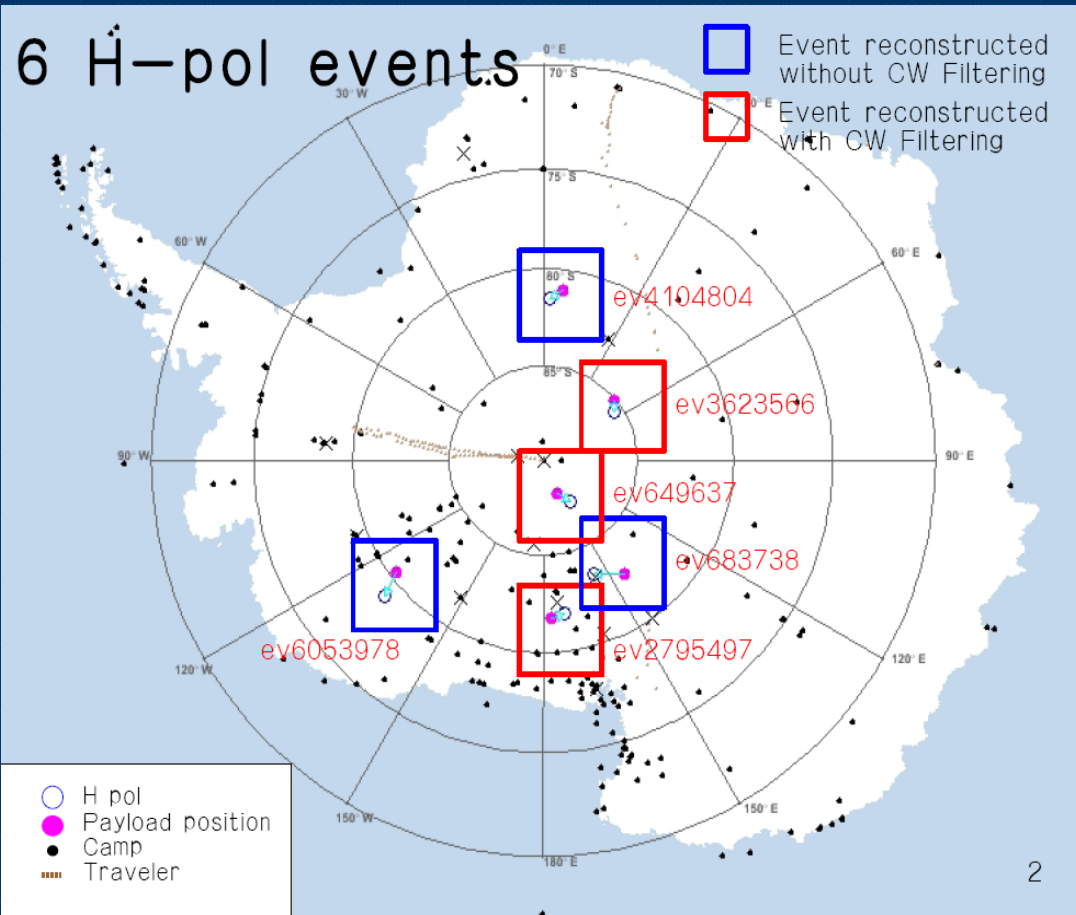 6 H-pol events
Event reconstructed
without CW Filtering
Event reconstructed
with CW Filtering
0° E
70° S
30° W
0° E
75° S
60° W
60° E
80° S
ev4104804
85° S
ev3623566
90° W
90° E
ev649637
ev683738
ev6053978
ev2795497
120° W
120° E
150° W
150° E
180° E
H pol
Payload position
Camp
Traveler
2